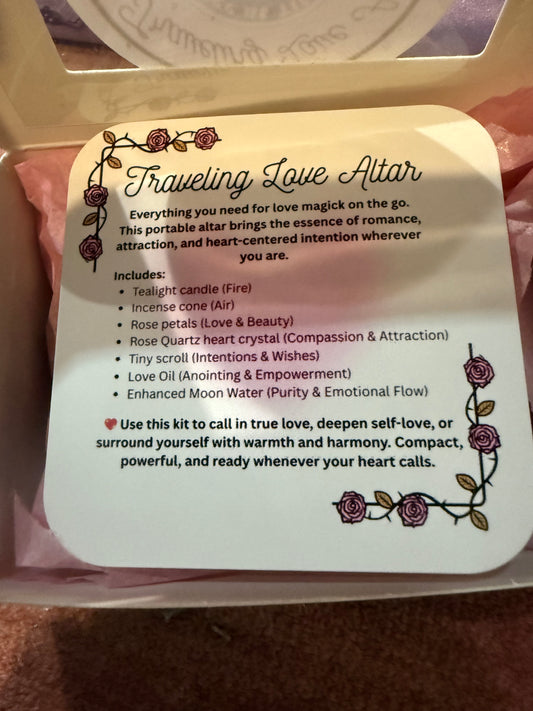 Traveling Love
Traveling Love Altar
Everything you need for love magick on the go.
This portable altar brings the essence of romance,
attraction, and heart-centered intention wherever
you are.
Includes:
• Tealight candle (Fire)
• Incense cone (Air)
• Rose petals (Love & Beauty)
• Rose Quartz heart crystal (Compassion & Attraction)
• Tiny scroll (Intentions & Wishes)
• Love Oil (Anointing & Empowerment)
• Enhanced Moon Water (Purity & Emotional Flow)
❤️Use this kit to call in true love, deepen self-love, or
surround yourself with warmth and harmony. Compact,
powerful, and ready whenever your heart calls.